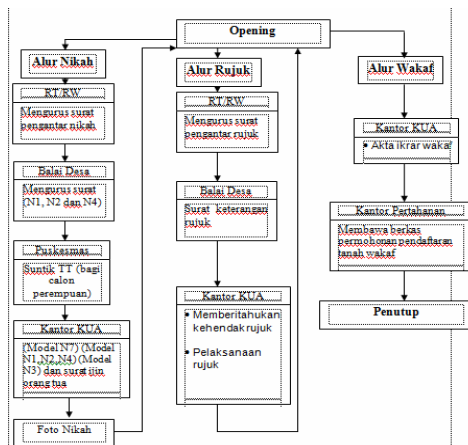 Opening
Alur Nikah
RT/RW
Mengurus surat
pengantar nikah
Balai Desa
Mengurus surat
(N1, N2 dan N4)
Puskesmas
Suntik TT (bagi
calon
perempuan)
Kantor KUA
(Model N7) (Model
N1,N2,N4) (Model
N3) dan surat ijin
orang tua
Foto Nikah
Alur Rujuk
RT/RW
Mengurus surat
pengantar rujuk
Balai Desa
Surat keterangan
rujuk
Kantor KUA
• Memberitahukan
kehendak rujuk
• Pelaksanaan
rujuk
Alur Wakaf
Kantor KUA
• Akta ikrar waka
Kantor Pertahanan
Membawa berkas
permohonan pendaftaran
tanah wakaf
Penutup